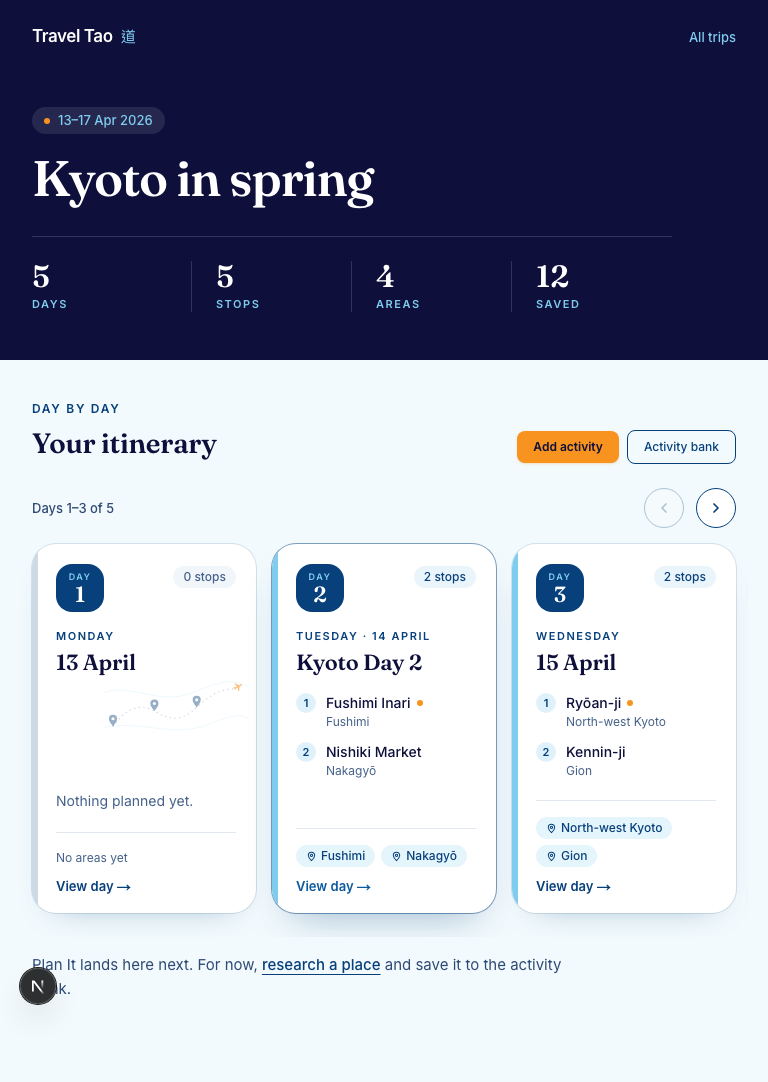 Travel Tao 道
All trips
13–17 Apr 2026
Kyoto in spring
5
DAYS
5
STOPS
4
AREAS
12
SAVED
DAY BY DAY
Your itinerary
Add activity
Activity bank
Days 1–3 of 5
DAY
1
0 stops
MONDAY
13 April
Nothing planned yet.
No areas yet
View day →
DAY
2
2 stops
TUESDAY · 14 APRIL
Kyoto Day 2
1 Fushimi Inari
Fushimi
2 Nishiki Market
Nakagyō
Fushimi
Nakagyō
View day →
DAY
3
2 stops
WEDNESDAY
15 April
1 Ryōan-ji
North-west Kyoto
2 Kennin-ji
Gion
North-west Kyoto
Gion
View day →
Plan It lands here next. For now, research a place and save it to the activity
N